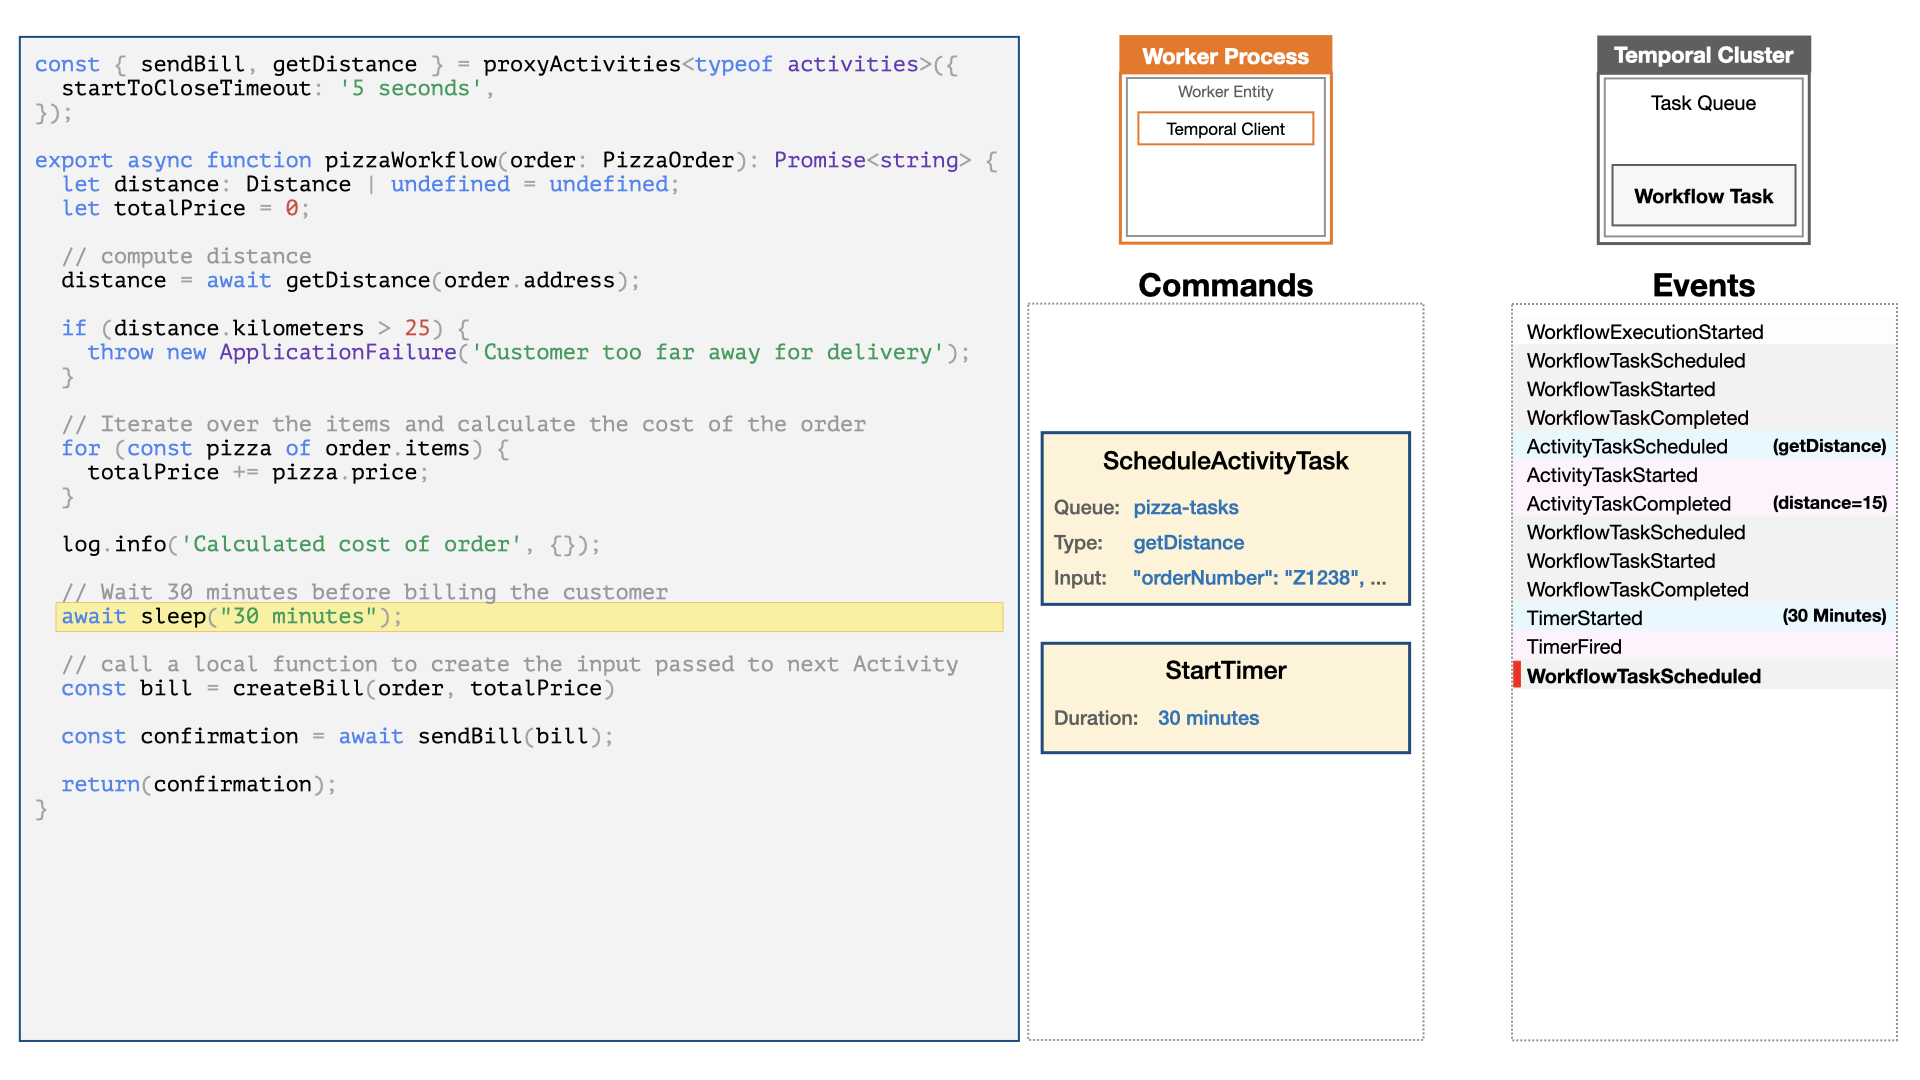 const { sendBill, getDistance } = proxyActivities<typeof activities>({
  startToCloseTimeout: '5 seconds',
});
export async function pizzaWorkflow(order: PizzaOrder): Promise<string> {
  let distance: Distance | undefined = undefined;
  let totalPrice = 0;
  // compute distance
  distance = await getDistance(order.address);
  if (distance.kilometers > 25) {
    throw new ApplicationFailure('Customer too far away for delivery');
  }
  // Iterate over the items and calculate the cost of the order
  for (const pizza of order.items) {
    totalPrice += pizza.price;
  }
  log.info('Calculated cost of order', {});
  // Wait 30 minutes before billing the customer
  await sleep("30 minutes");
  // call a local function to create the input passed to next Activity
  const bill = createBill(order, totalPrice)
  const confirmation = await sendBill(bill);
  return(confirmation);
}
Worker Process
Worker Entity
Temporal Client
Commands
ScheduleActivityTask
Queue: pizza-tasks
Type: getDistance
Input: "orderNumber": "Z1238", ...
StartTimer
Duration: 30 minutes
Temporal Cluster
Task Queue
Workflow Task
Events
WorkflowExecutionStarted
WorkflowTaskScheduled
WorkflowTaskStarted
WorkflowTaskCompleted
ActivityTaskScheduled (getDistance)
ActivityTaskStarted
ActivityTaskCompleted (distance=15)
WorkflowTaskScheduled
WorkflowTaskStarted
WorkflowTaskCompleted
TimerStarted (30 Minutes)
TimerFired
WorkflowTaskScheduled